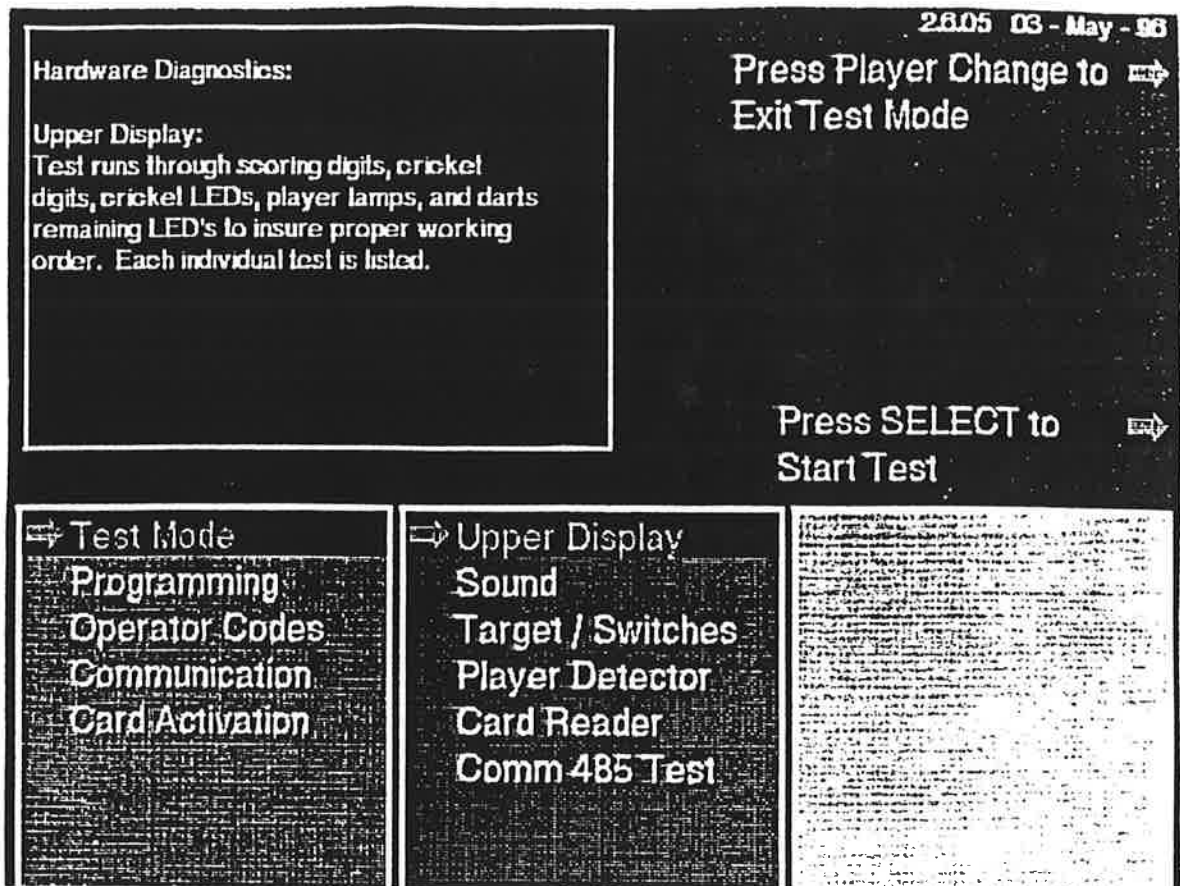 2.6.05 03 - May - 96
Hardware Diagnostics:
Upper Display:
Test runs through scoring digits, cricket
digits, cricket LEDs, player lamps, and darts
remaining LED's to insure proper working
order. Each individual test is listed.
Press Player Change to
Exit Test Mode
Press SELECT to
Start Test
Test Mode
Programming
Operator Codes
Communication
Card Activation
Upper Display
Sound
Target / Switches
Player Detector
Card Reader
Comm 485 Test